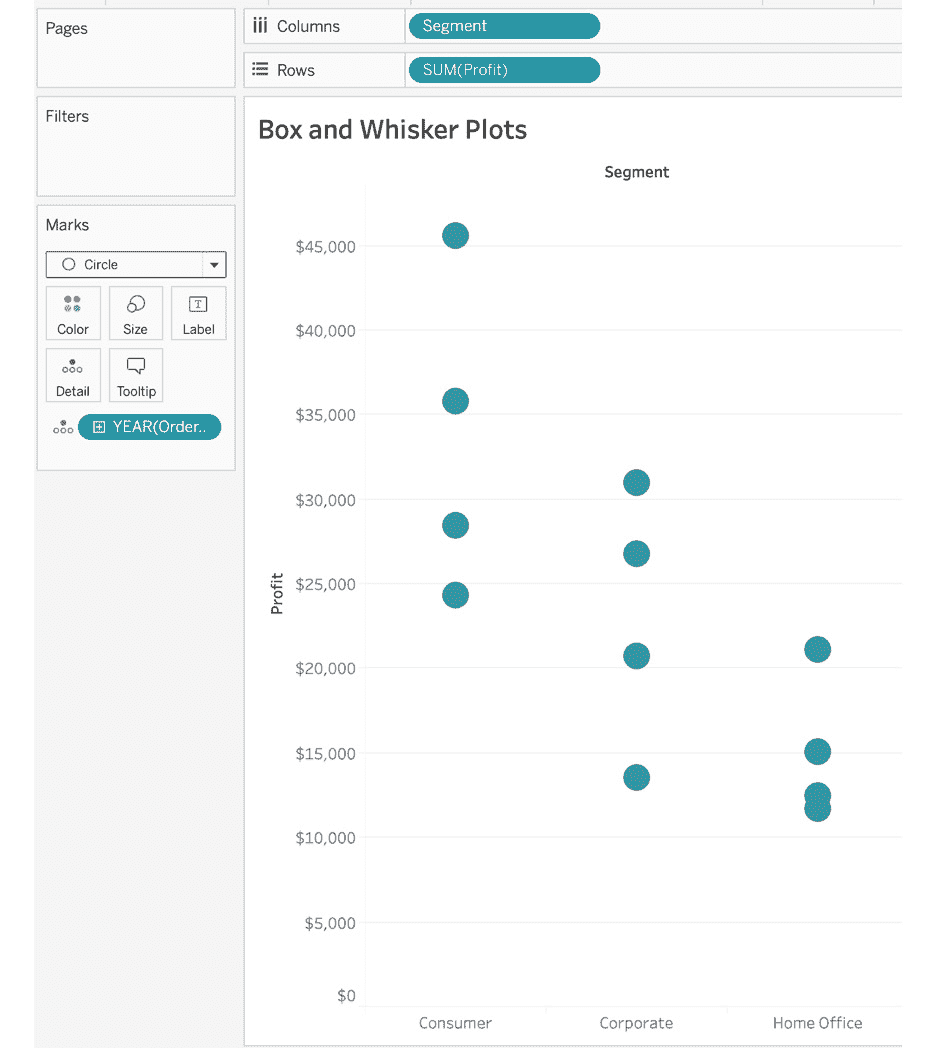 Pages
Columns
Segment
Rows
SUM(Profit)
Filters
Marks
Circle
Color
Size
Label
Detail
Tooltip
YEAR(Order..
Box and Whisker Plots
Segment
Profit
$45,000
$40,000
$35,000
$30,000
$25,000
$20,000
$15,000
$10,000
$5,000
$0
Consumer
Corporate
Home Office